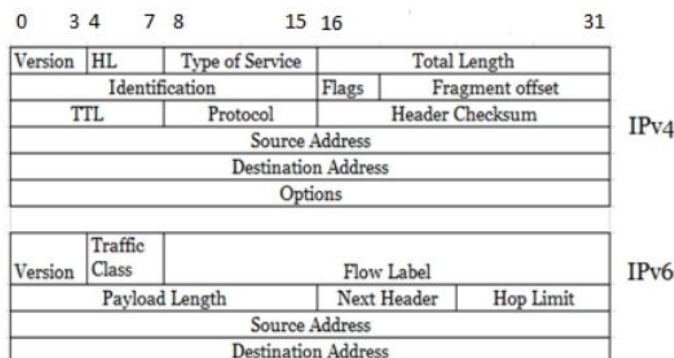 0 3 4 7 8 15 16 31
Version HL Type of Service Total Length
Identification Flags Fragment offset
TTL Protocol Header Checksum
IPv4
Source Address
Destination Address
Options
Version Traffic Class Flow Label
IPv6
Payload Length Next Header Hop Limit
Source Address
Destination Address